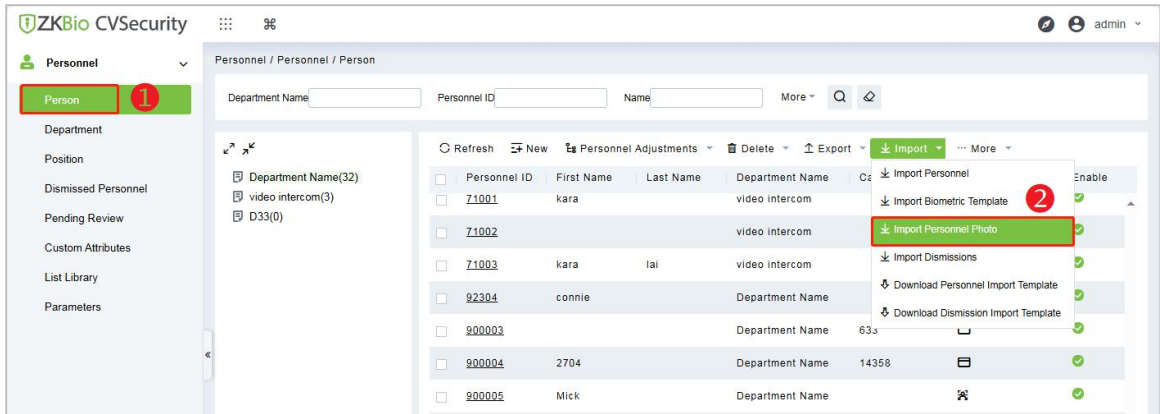 ZKBio CVSecurity
admin
Personnel
Personnel / Personnel / Person
Person
1
Department Name
Personnel ID
Name
More
Department
Position
Dismissed Personnel
Pending Review
Custom Attributes
List Library
Parameters
Department Name(32)
video intercom(3)
D33(0)
Refresh New Personnel Adjustments Delete Export Import ··· More
Import Personnel
Import Biometric Template
2
Import Personnel Photo
Import Dismissions
Download Personnel Import Template
Download Dismission Import Template
Personnel ID First Name Last Name Department Name Ca Enable
71001 kara video intercom
71002 video intercom
71003 kara lai video intercom
92304 connie Department Name
900003 Department Name 633
900004 2704 Department Name 14358
900005 Mick Department Name